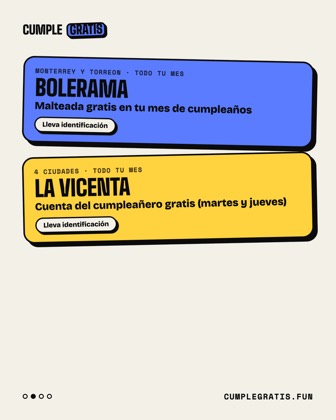 CUMPLE GRATIS
MONTERREY Y TORREON · TODO TU MES
BOLERAMA
Malteada gratis en tu mes de cumpleaños
Lleva identificación
4 CIUDADES · TODO TU MES
LA VICENTA
Cuenta del cumpleañero gratis (martes y jueves)
Lleva identificación
CUMPLEGRATIS.FUN